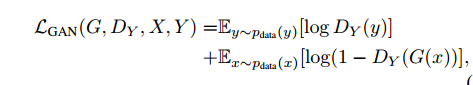 ℒ_GAN(G, D_Y, X, Y) =𝔼_{y∼p_data(y)}[log D_Y(y)]
+𝔼_{x∼p_data(x)}[log(1 − D_Y(G(x))],
(